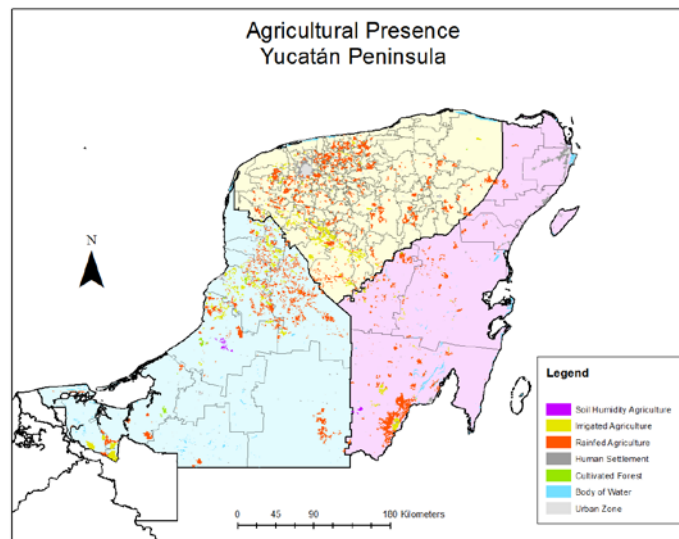 Agricultural Presence
Yucatán Peninsula
N
Legend
Soil Humidity Agriculture
Irrigated Agriculture
Rainfed Agriculture
Human Settlement
Cultivated Forest
Body of Water
Urban Zone
0 45 90 180 Kilometers